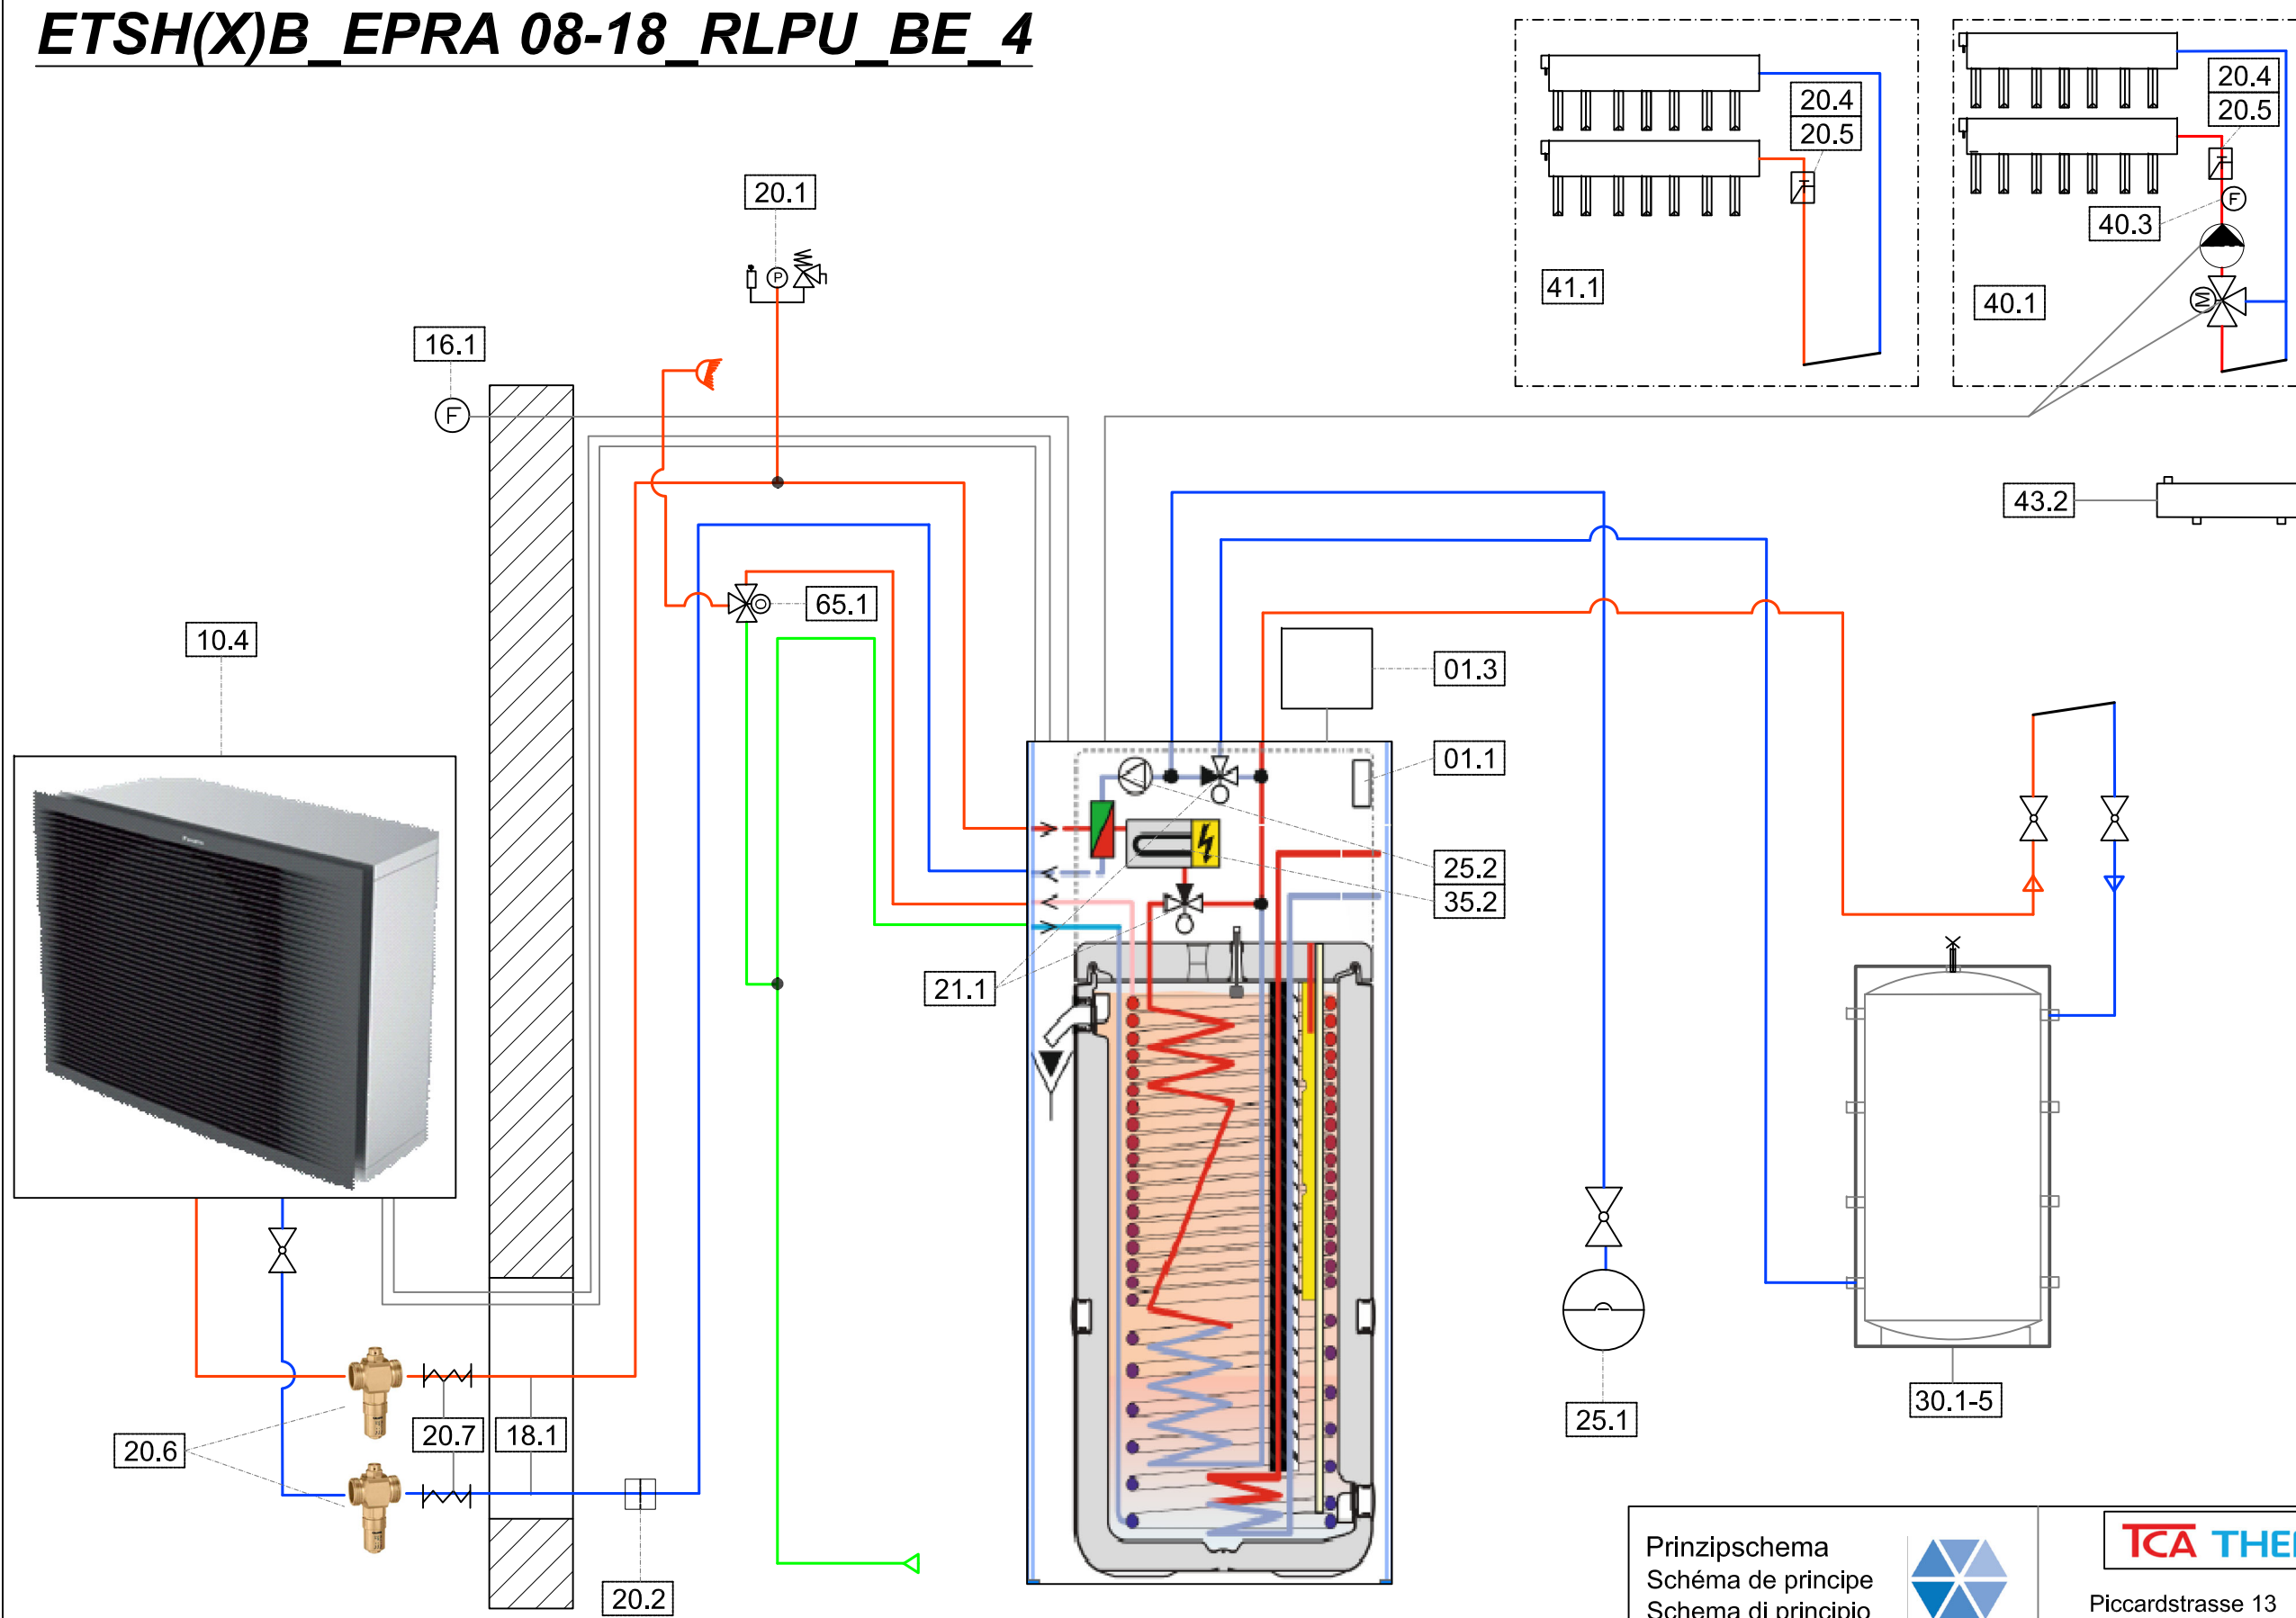 ETSH(X)B_EPRA 08-18_RLPU_BE_4
20.4
20.5
20.4
20.5
40.3
41.1
40.1
F
M
20.1
P
16.1
F
43.2
65.1
10.4
01.3
01.1
25.2
35.2
21.1
20.6
20.7
18.1
20.2
25.1
30.1-5
Prinzipschema
Schéma de principe
Schema di principio
TCA
Piccardstrasse 13